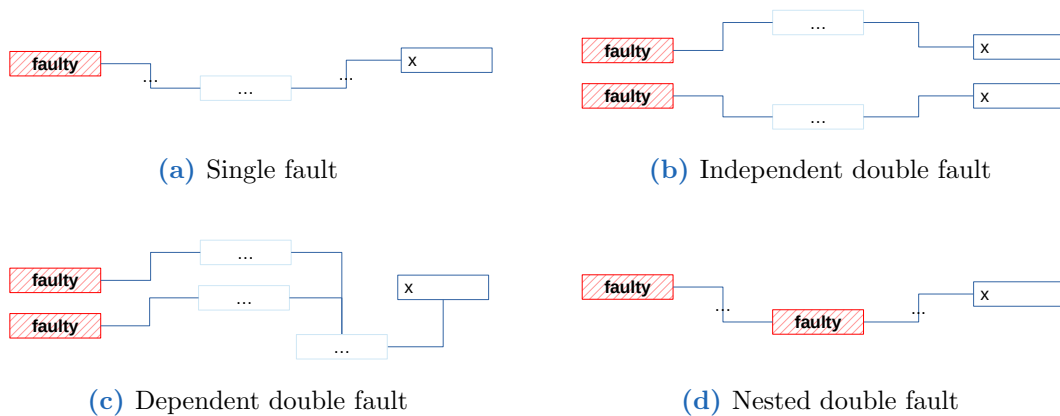 faulty
...
...
...
x
(a) Single fault
faulty
faulty
...
...
x
x
(b) Independent double fault
faulty
faulty
...
...
...
x
(c) Dependent double fault
faulty
...
faulty
...
x
(d) Nested double fault